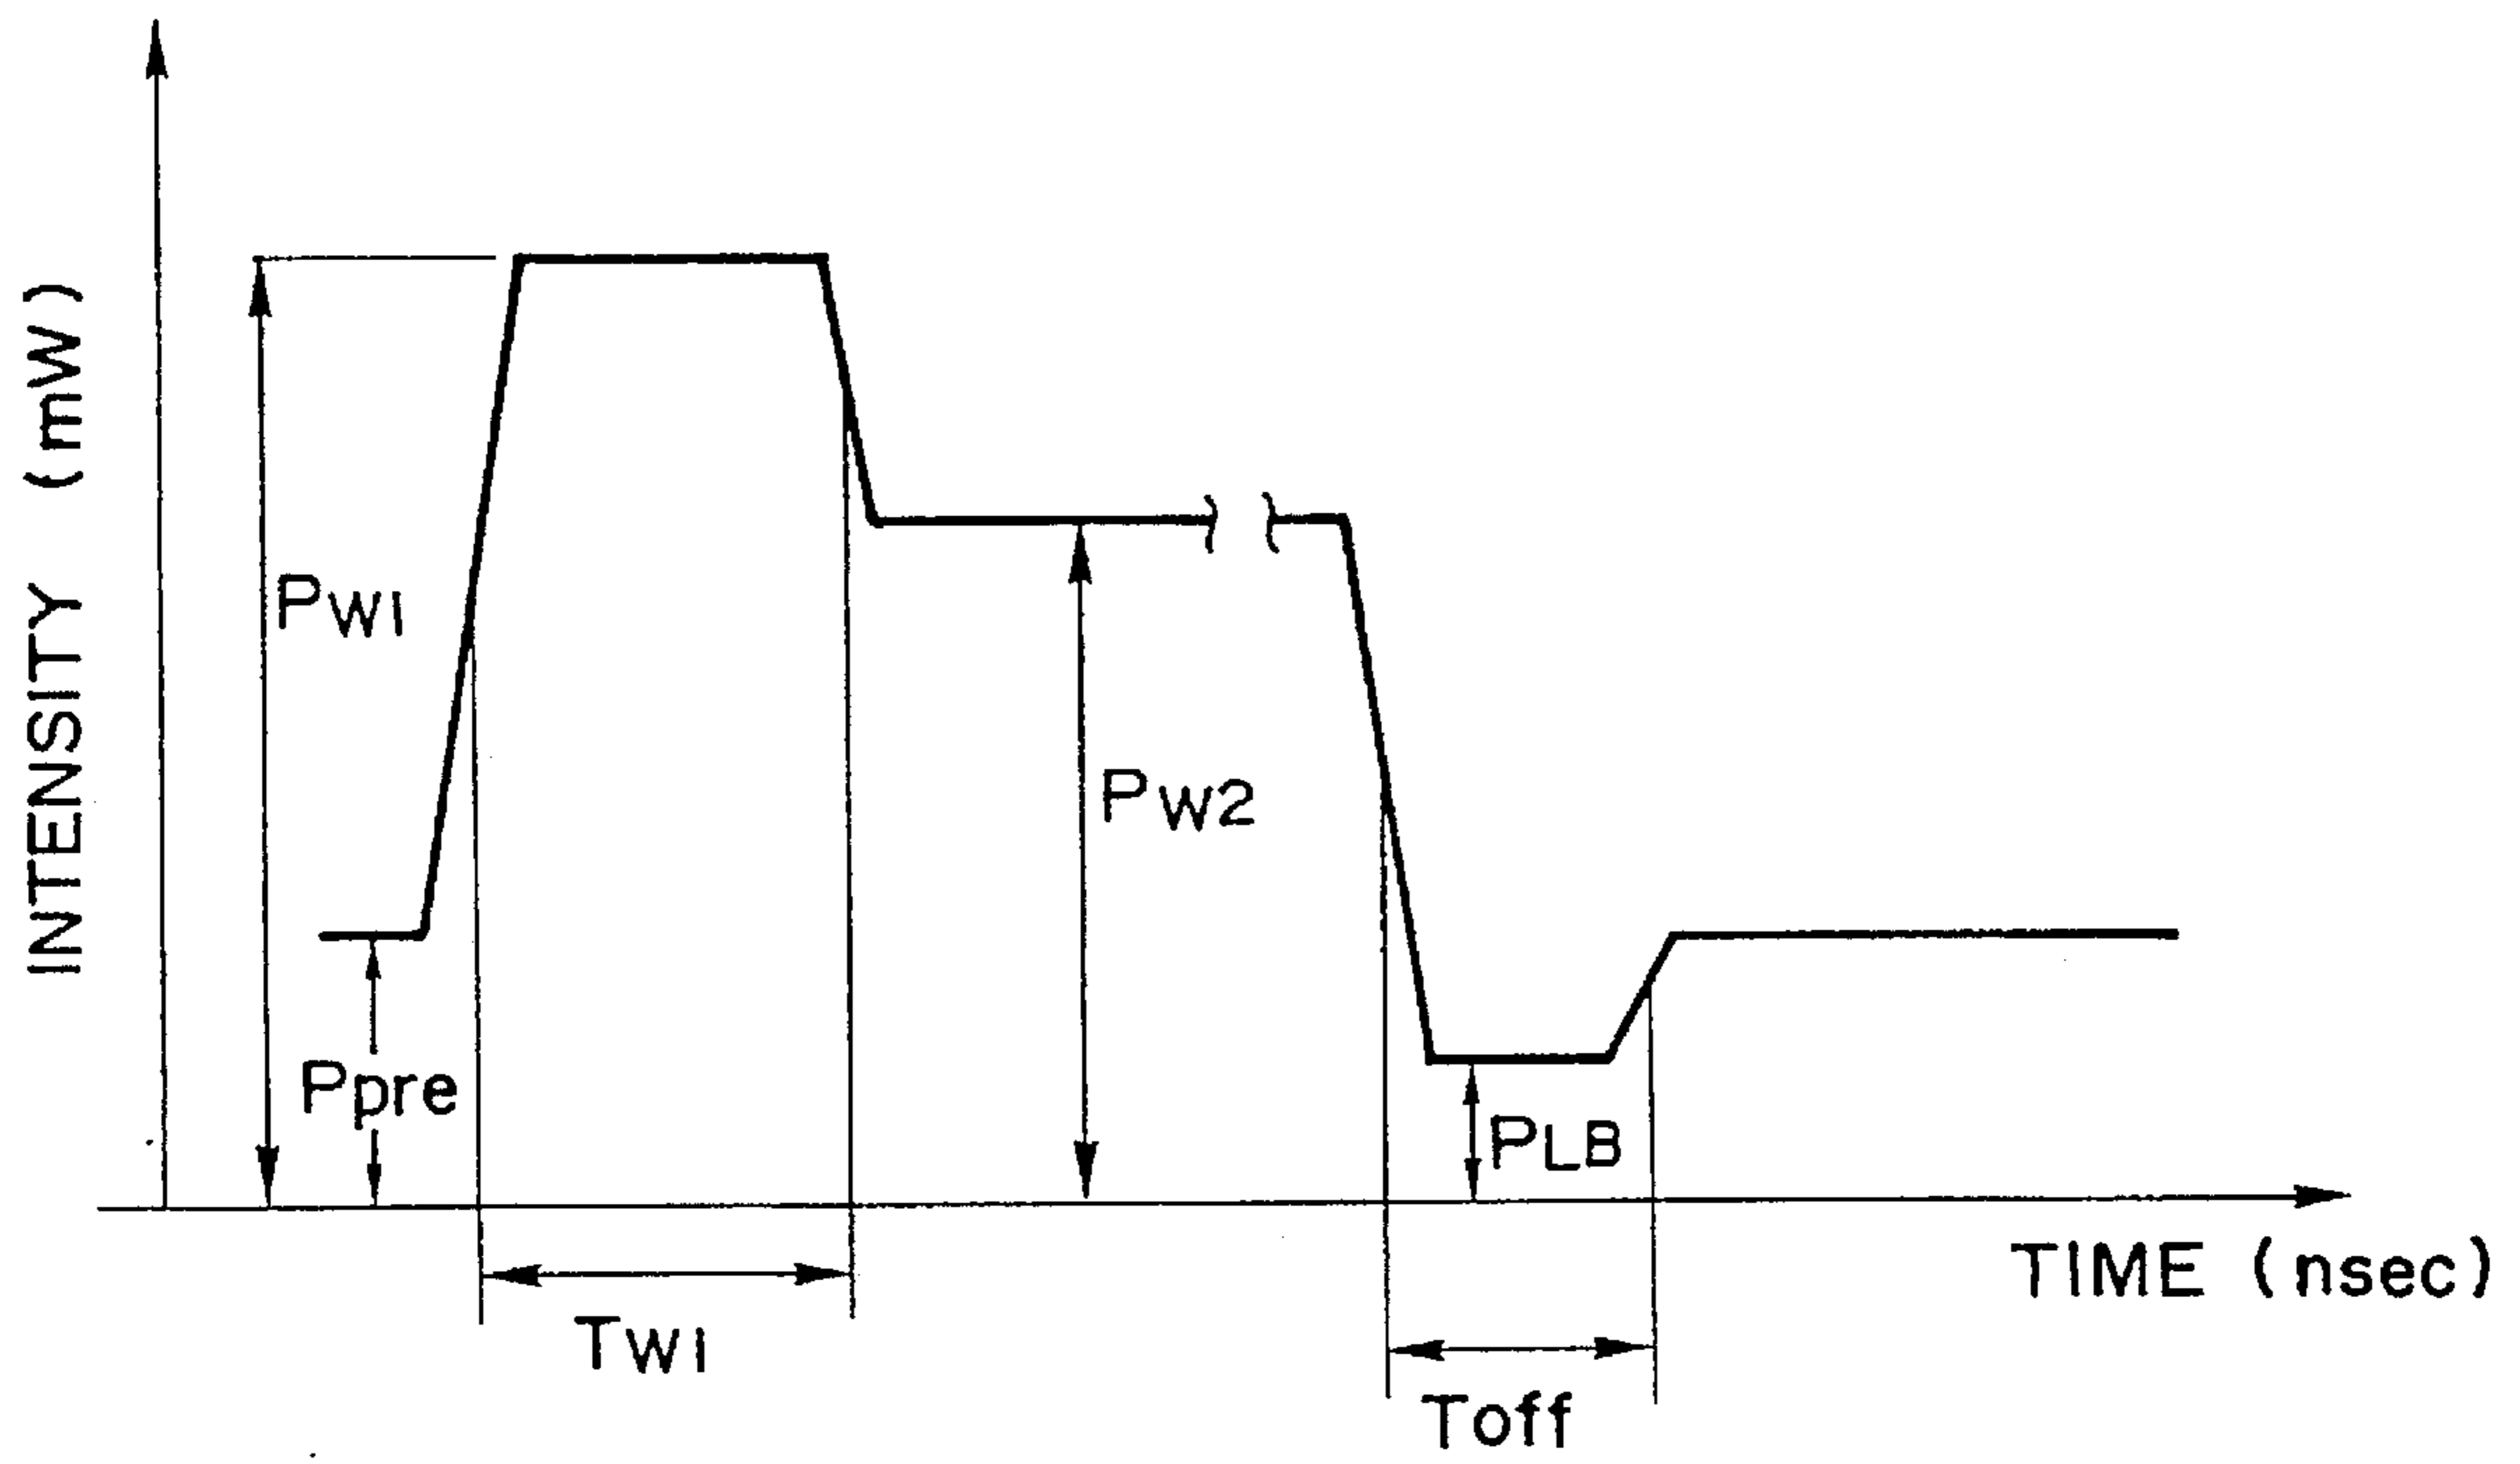 INTENSITY (mW)
PW1
PW2
Ppre
PLB
TIME (nsec)
TW1
Toff